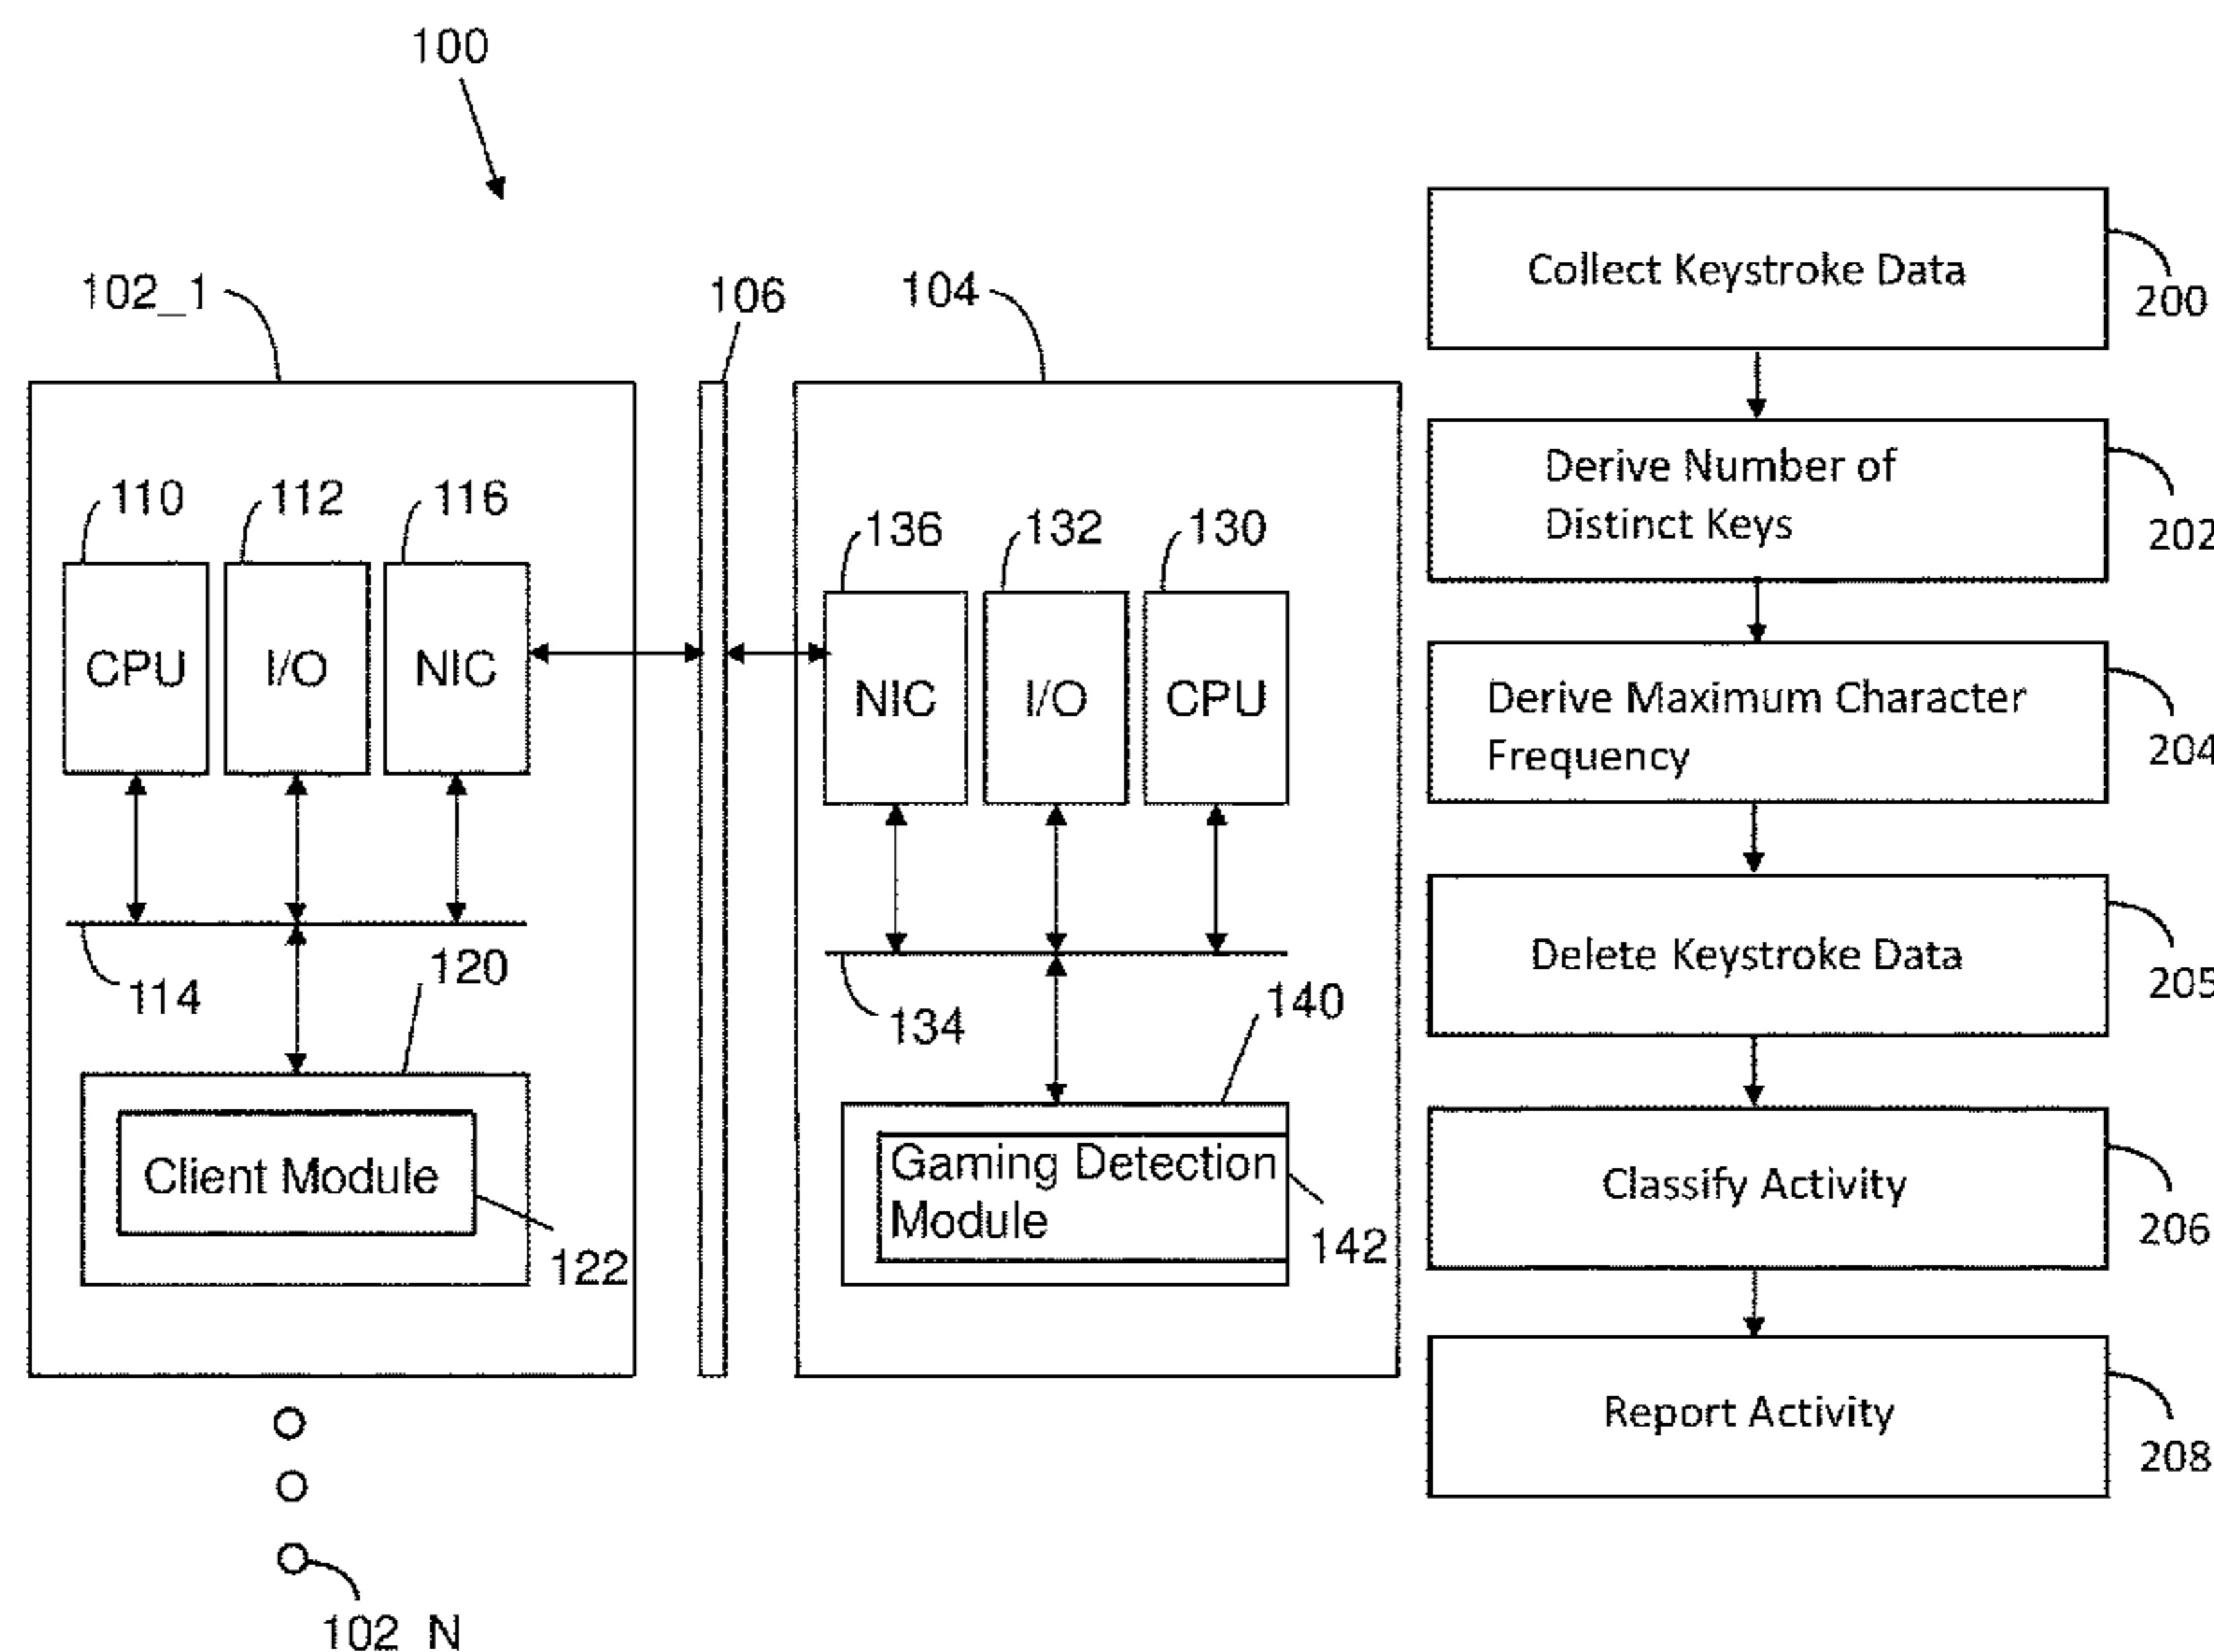 100
102_1
106
104
110
112
116
CPU
I/O
NIC
114
120
Client Module
122
102_N
136
132
130
NIC
I/O
CPU
134
140
Gaming Detection
Module
142
Collect Keystroke Data
200
Derive Number of
Distinct Keys
202
Derive Maximum Character
Frequency
204
Delete Keystroke Data
205
Classify Activity
206
Report Activity
208